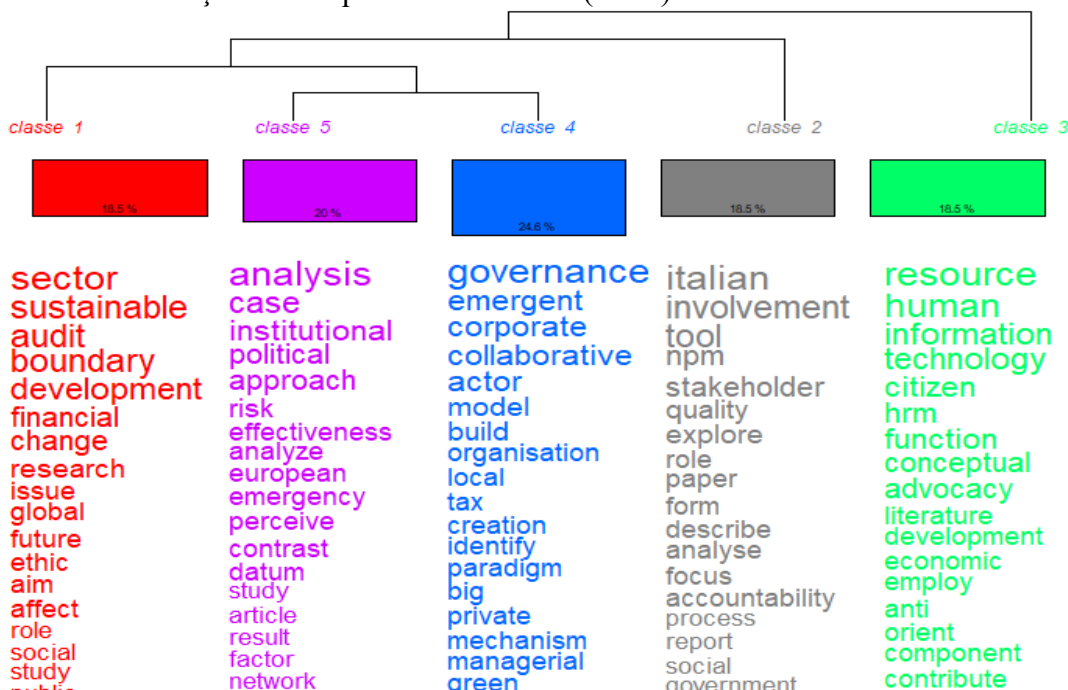 classe 1 classe 5 classe 4 classe 2 classe 3
18.5 % 20 % 24.6 % 18.5 % 18.5 %
sector
sustainable
audit
boundary
development
financial
change
research
issue
global
future
ethic
aim
affect
role
social
study
analysis
case
institutional
political
approach
risk
effectiveness
analyze
european
emergency
perceive
contrast
datum
study
article
result
factor
network
governance
emergent
corporate
collaborative
actor
model
build
organisation
local
tax
creation
identify
paradigm
big
private
mechanism
managerial
green
italian
involvement
tool
npm
stakeholder
quality
explore
role
paper
form
describe
analyse
focus
accountability
process
report
social
government
resource
human
information
technology
citizen
hrm
function
conceptual
advocacy
literature
development
economic
employ
anti
orient
component
contribute